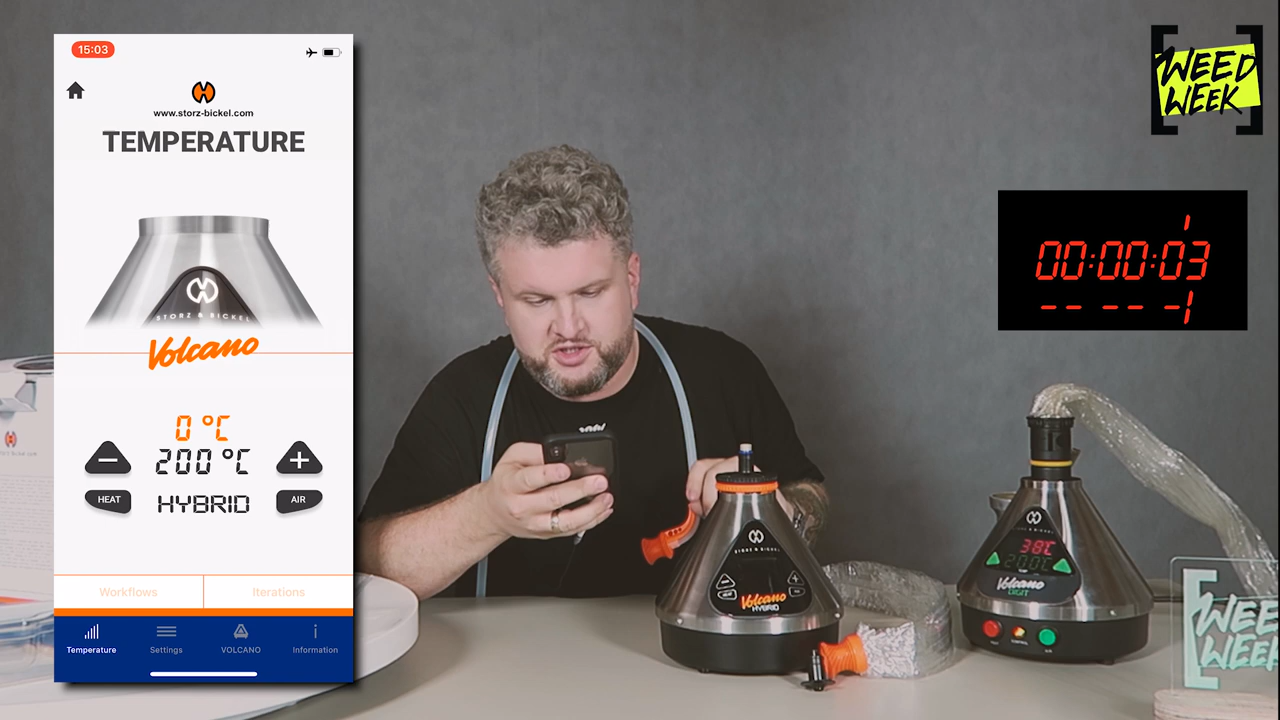 15:03
www.storz-bickel.com
TEMPERATURE
STORZ & BICKEL
Volcano
0 °C
200 °C
HEAT
HYBRID
AIR
Workflows
Iterations
Temperature
Settings
VOLCANO
Information
WEED
WEEK
00:00:03
STORZ & BICKEL
Volcano
HYBRID
38°C
200°C
Volcano
DIGIT
WEE
WEEK